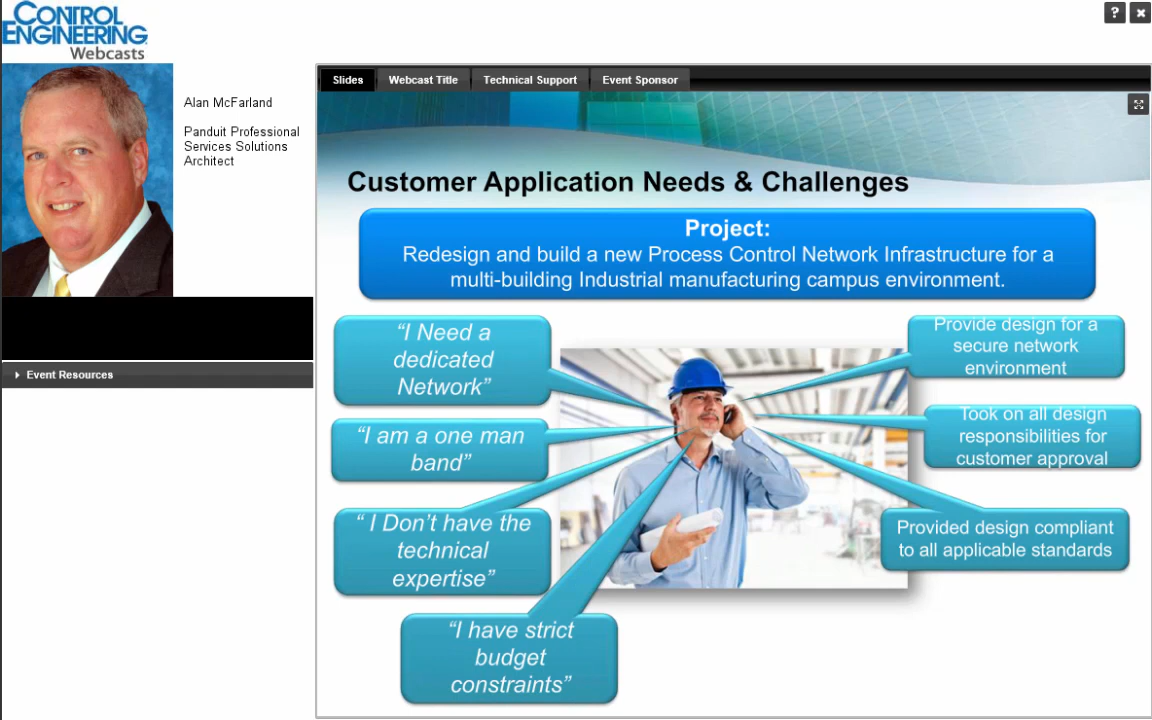 CONTROL
ENGINEERING
Webcasts
? ×
Alan McFarland
Panduit Professional
Services Solutions
Architect
Event Resources
Slides Webcast Title Technical Support Event Sponsor
Customer Application Needs & Challenges
Project:
Redesign and build a new Process Control Network Infrastructure for a
multi-building Industrial manufacturing campus environment.
“I Need a
dedicated
Network”
“I am a one man
band”
“ I Don’t have the
technical
expertise”
“I have strict
budget
constraints”
Provide design for a
secure network
environment
Took on all design
responsibilities for
customer approval
Provided design compliant
to all applicable standards